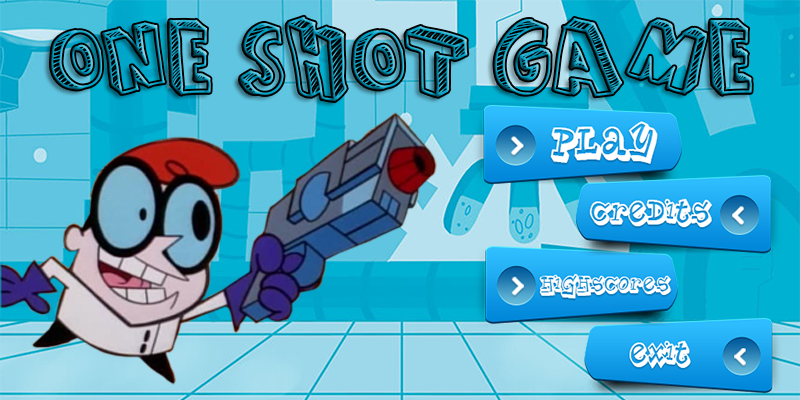 ONE SHOT GAME
PLAY
CREDITS
HIGHSCORES
EXIT